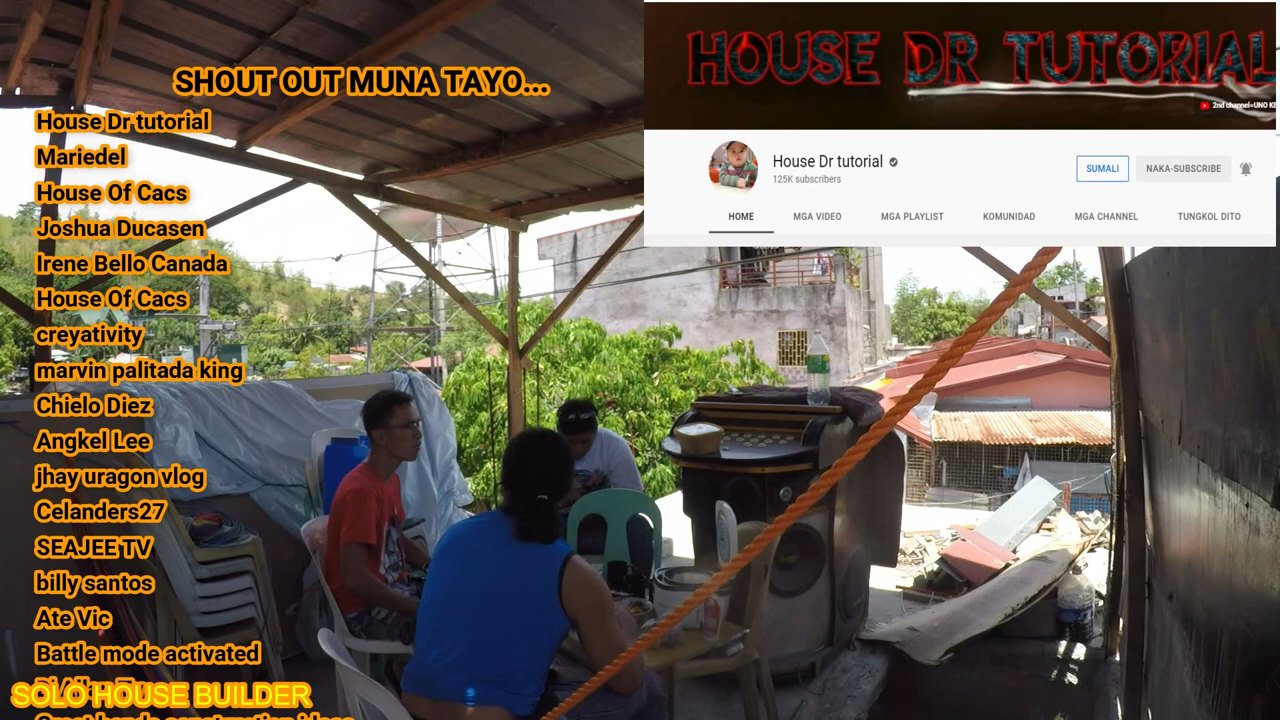 SHOUT OUT MUNA TAYO...
House Dr tutorial
Mariedel
House Of Cacs
Joshua Ducasen
Irene Bello Canada
House Of Cacs
creyativity
marvin palitada king
Chielo Diez
Angkel Lee
jhay uragon vlog
Celanders27
SEAJEE TV
billy santos
Ate Vic
Battle mode activated
SOLO HOUSE BUILDER
HOUSE DR TUTORIAL
2nd channel=UNO
House Dr tutorial
125K subscribers
SUMALI
NAKA-SUBSCRIBE
HOME MGA VIDEO MGA PLAYLIST KOMUNIDAD MGA CHANNEL TUNGKOL DITO